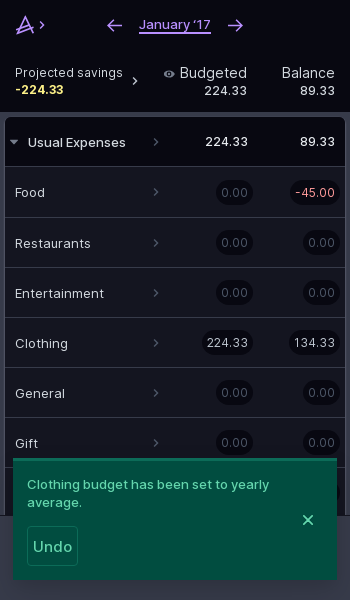 January ‘17
Projected savings Budgeted Balance
-224.33 224.33 89.33
Usual Expenses 224.33 89.33
Food 0.00 -45.00
Restaurants 0.00 0.00
Entertainment 0.00 0.00
Clothing 224.33 134.33
General 0.00 0.00
Gift 0.00 0.00
Clothing budget has been set to yearly
average.
Undo